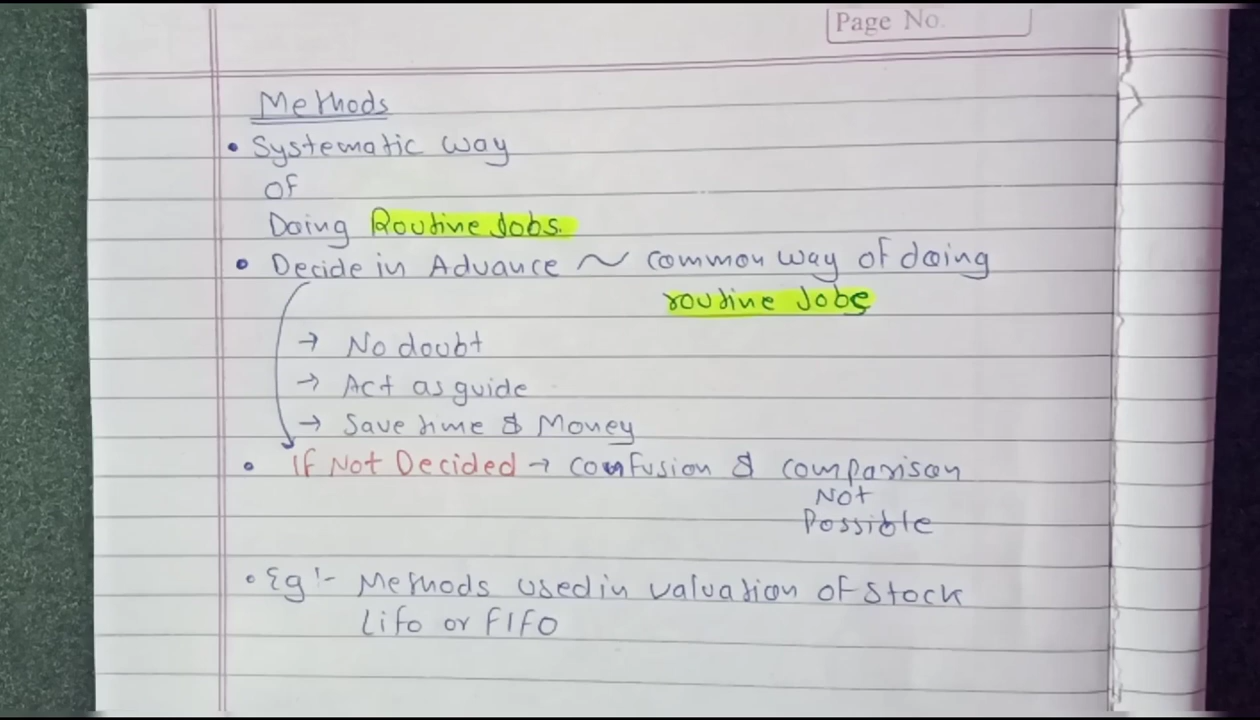 Page No.
Methods
• Systematic way
of
Doing Routine Jobs.
• Decide in Advance ~ common way of doing
routine Jobs
→ No doubt
→ Act as guide
→ Save time & Money
• If Not Decided → confusion & comparison
Not
Possible
• Eg :- Methods used in valuation of Stock
Lifo or FIFO